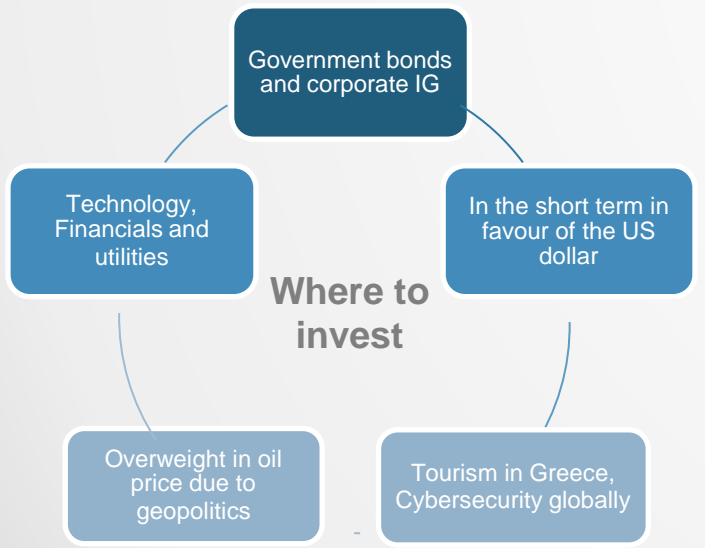 Government bonds
and corporate IG
Technology,
Financials and
utilities
In the short term in
favour of the US
dollar
Where to
invest
Overweight in oil
price due to
geopolitics
Tourism in Greece,
Cybersecurity globally
-